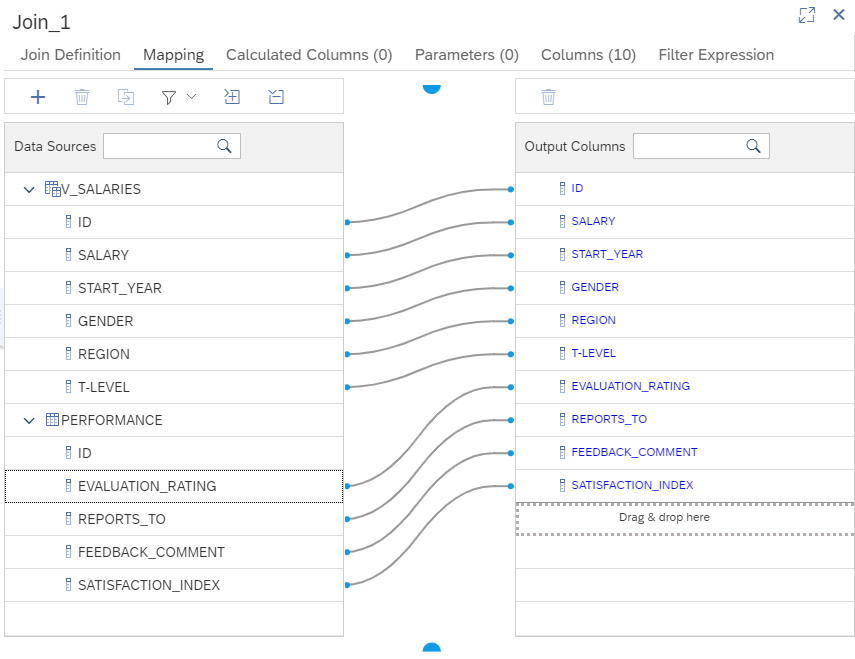 Join_1
Join Definition Mapping Calculated Columns (0) Parameters (0) Columns (10) Filter Expression
Data Sources
V_SALARIES
ID
SALARY
START_YEAR
GENDER
REGION
T-LEVEL
PERFORMANCE
ID
EVALUATION_RATING
REPORTS_TO
FEEDBACK_COMMENT
SATISFACTION_INDEX
Output Columns
ID
SALARY
START_YEAR
GENDER
REGION
T-LEVEL
EVALUATION_RATING
REPORTS_TO
FEEDBACK_COMMENT
SATISFACTION_INDEX
Drag & drop here